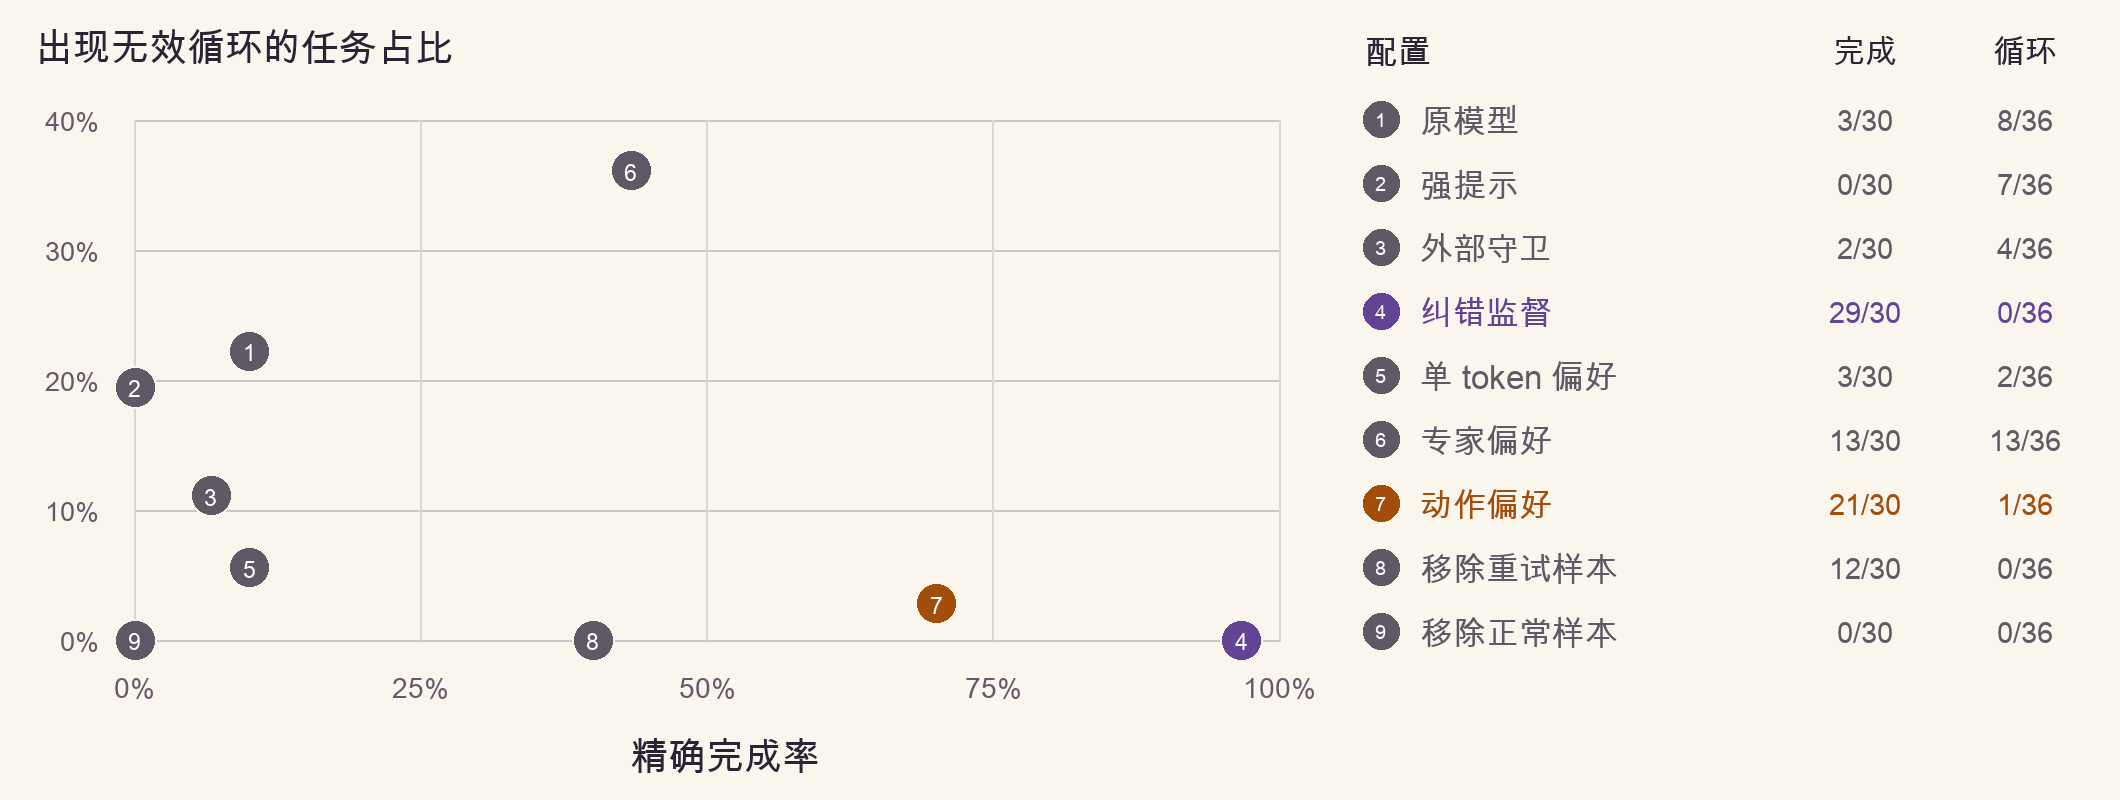 出现无效循环的任务占比
40%
30%
20%
10%
0%
0%
25%
50%
75%
100%
精确完成率
6
1
2
3
5
9
8
7
4
配置 完成 循环
1 原模型 3/30 8/36
2 强提示 0/30 7/36
3 外部守卫 2/30 4/36
4 纠错监督 29/30 0/36
5 单 token 偏好 3/30 2/36
6 专家偏好 13/30 13/36
7 动作偏好 21/30 1/36
8 移除重试样本 12/30 0/36
9 移除正常样本 0/30 0/36